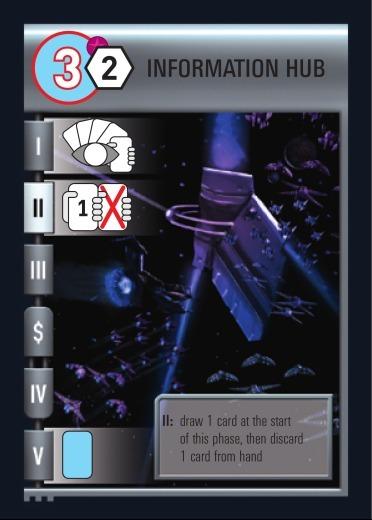 3 2 INFORMATION HUB
I
II 1
III
$
IV
V
II: draw 1 card at the start
of this phase, then discard
1 card from hand